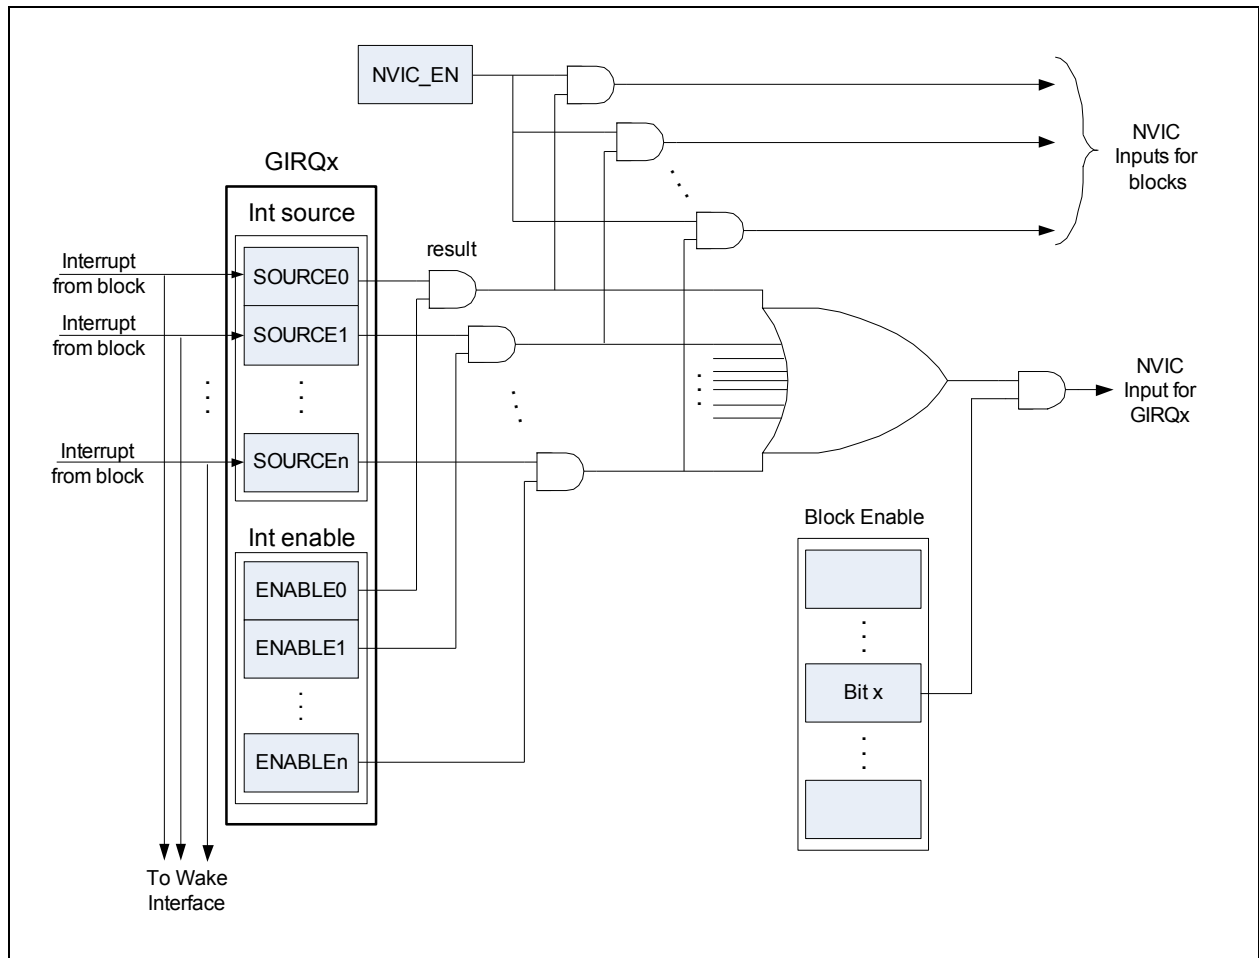 NVIC_EN
NVIC
Inputs for
blocks
GIRQx
Int source
result
Interrupt
from block
SOURCE0
Interrupt
from block
SOURCE1
NVIC
Input for
GIRQx
Interrupt
from block
SOURCEn
Block Enable
Int enable
ENABLE0
ENABLE1
Bit x
ENABLEn
To Wake
Interface